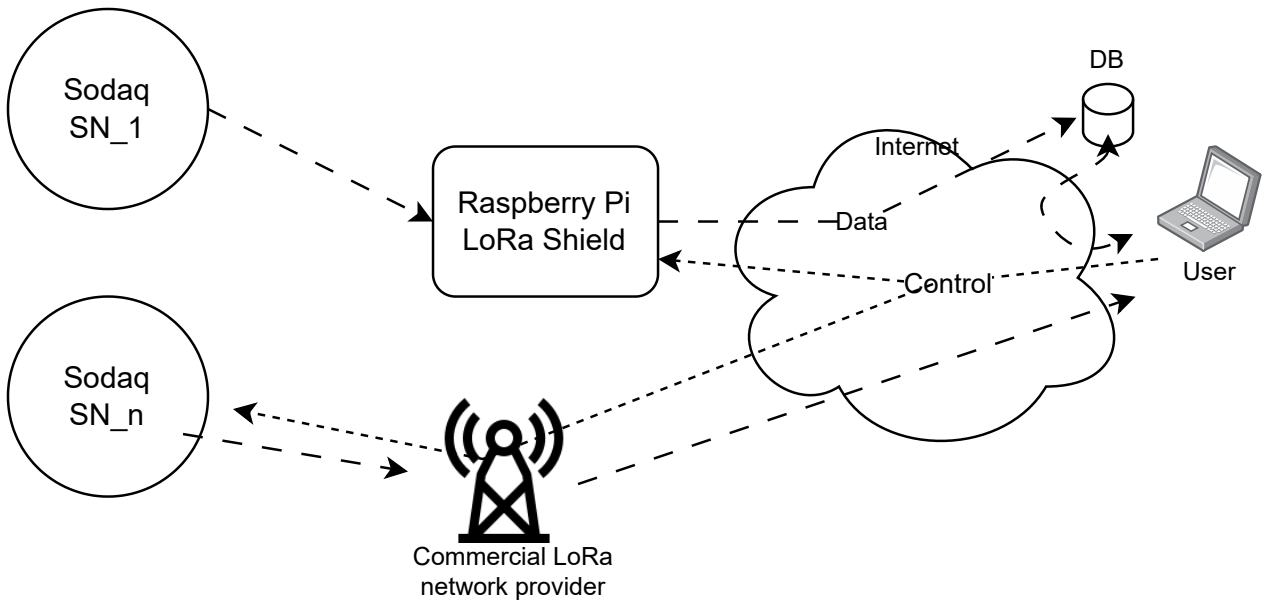 Sodaq
SN_1
Raspberry Pi
LoRa Shield
Internet
Data
DB
User
Control
Sodaq
SN_n
Commercial LoRa
network provider